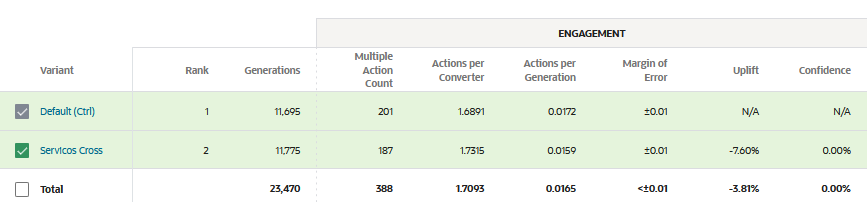 ENGAGEMENT
Variant Rank Generations Multiple Action Count Actions per Converter Actions per Generation Margin of Error Uplift Confidence
Default (Ctrl) 1 11,695 201 1.6891 0.0172 ±0.01 N/A N/A
Servicos Cross 2 11,775 187 1.7315 0.0159 ±0.01 -7.60% 0.00%
Total 23,470 388 1.7093 0.0165 <±0.01 -3.81% 0.00%